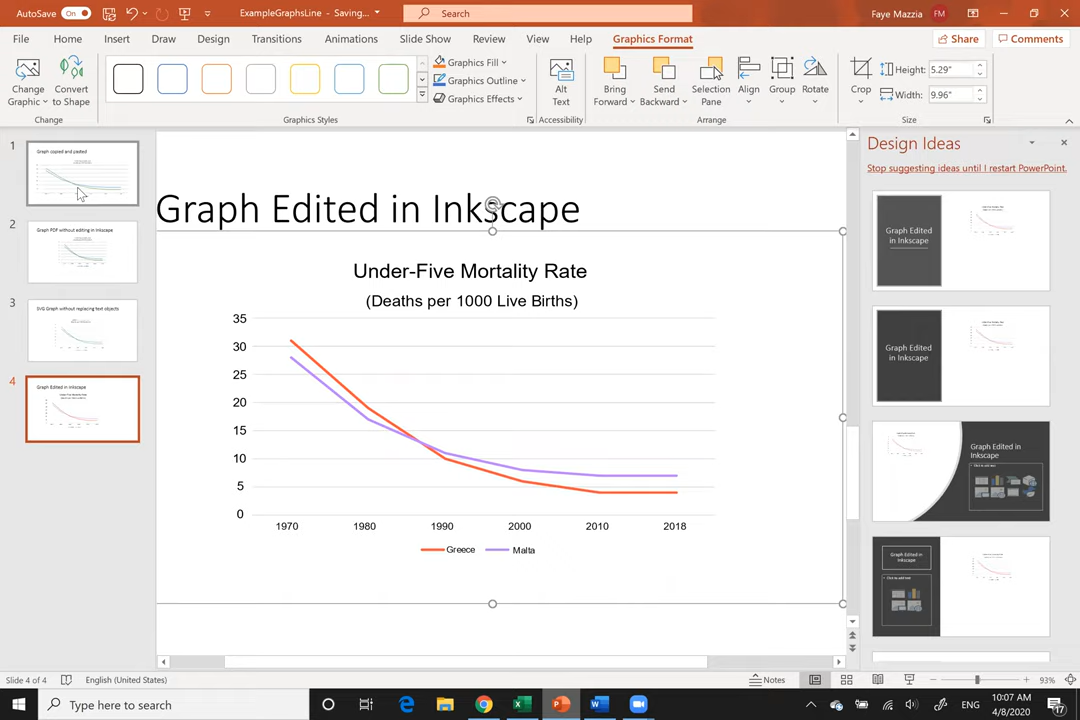 AutoSave On ExampleGraphsLine - Saving... Search Faye Mazzia FM
File Home Insert Draw Design Transitions Animations Slide Show Review View Help Graphics Format Share Comments
Change Graphic
Convert to Shape
Graphics Fill
Graphics Outline
Graphics Effects
Alt Text
Bring Forward
Send Backward
Selection Pane
Align
Group
Rotate
Crop
Height: 5.29"
Width: 9.96"
Change Graphics Styles Accessibility Arrange Size
1
Graph copied and pasted
2
Graph PDF without editing in Inkscape
3
SVG Graph without replacing text objects
4
Graph Edited in Inkscape
Graph Edited in Inkscape
Under-Five Mortality Rate
(Deaths per 1000 Live Births)
35
30
25
20
15
10
5
0
1970 1980 1990 2000 2010 2018
Greece Malta
Design Ideas
Stop suggesting ideas until I restart PowerPoint.
Graph Edited
in Inkscape
Graph Edited
in Inkscape
Graph Edited in
Inkscape
Graph Edited in
Inkscape
Slide 4 of 4 English (United States) Notes 93%
Type here to search
ENG
10:07 AM
4/8/2020
17